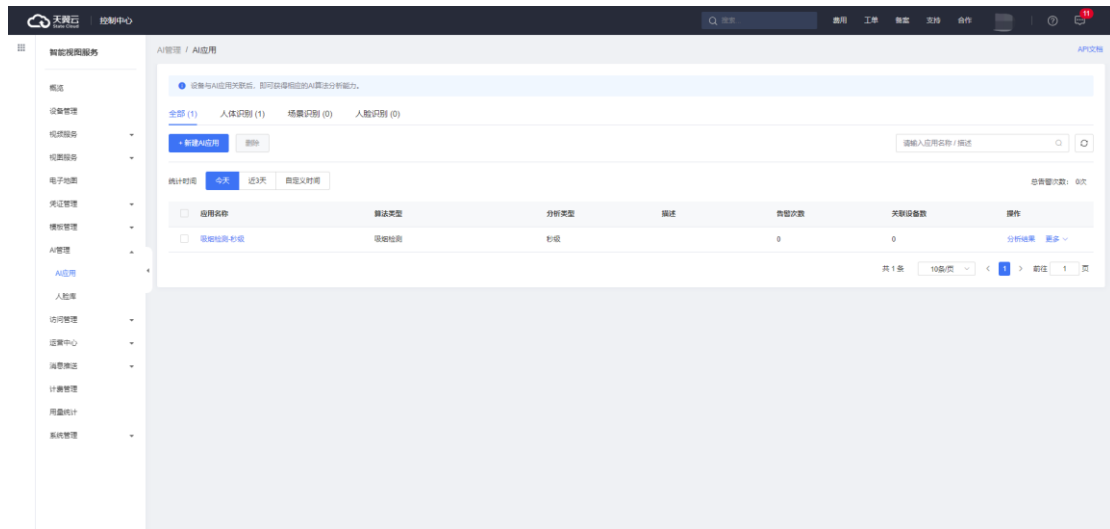 天翼云 State Cloud 控制中心 搜索 费用 工单 备案 支持 合作 11
智能视图服务 AI管理 / AI应用 API文档
设备与AI应用关联后，即可获得相应的AI算法分析能力。
概览
设备管理
视频服务
视图服务
电子地图
凭证管理
模板管理
AI管理
AI应用
人脸库
访问管理
运营中心
消息推送
计费管理
用量统计
系统管理
全部 (1) 人体识别 (1) 场景识别 (0) 人脸识别 (0)
+ 新建AI应用 删除 请输入应用名称 / 描述
统计时间 今天 近3天 自定义时间 总告警次数： 0次
应用名称 算法类型 分析类型 描述 告警次数 关联设备数 操作
吸烟检测-秒级 吸烟检测 秒级 0 0 分析结果 更多
共 1 条 10条/页 1 前往 1 页